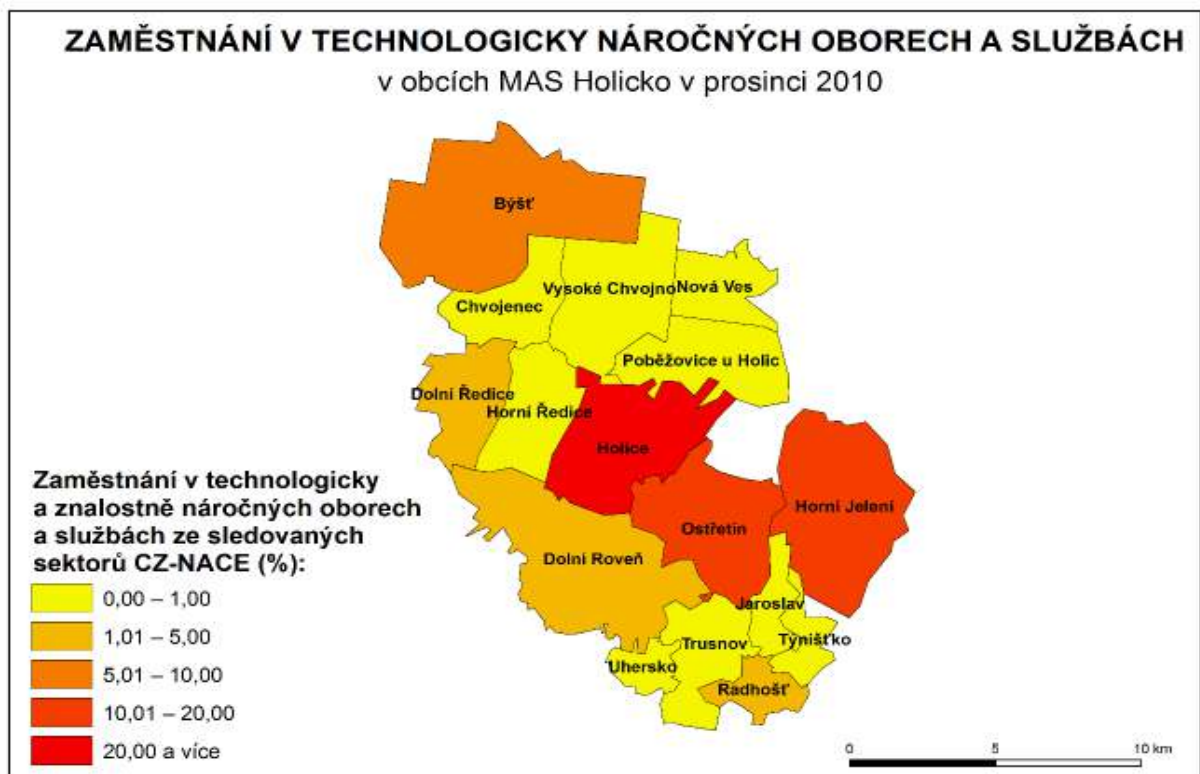 ZAMĚSTNÁNÍ V TECHNOLOGICKY NÁROČNÝCH OBORECH A SLUŽBÁCH
v obcích MAS Holicko v prosinci 2010
Býšť
Vysoké Chvojno
Nová Ves
Chvojenec
Poběžovice u Holic
Dolní Ředice
Horní Ředice
Holice
Horní Jelení
Ostřetín
Dolní Roveň
Jaroslav
Týnišťko
Trusnov
Uhersko
Radhošť
Zaměstnání v technologicky
a znalostně náročných oborech
a službách ze sledovaných
sektorů CZ-NACE (%):
0,00 – 1,00
1,01 – 5,00
5,01 – 10,00
10,01 – 20,00
20,00 a více
0 5 10 km